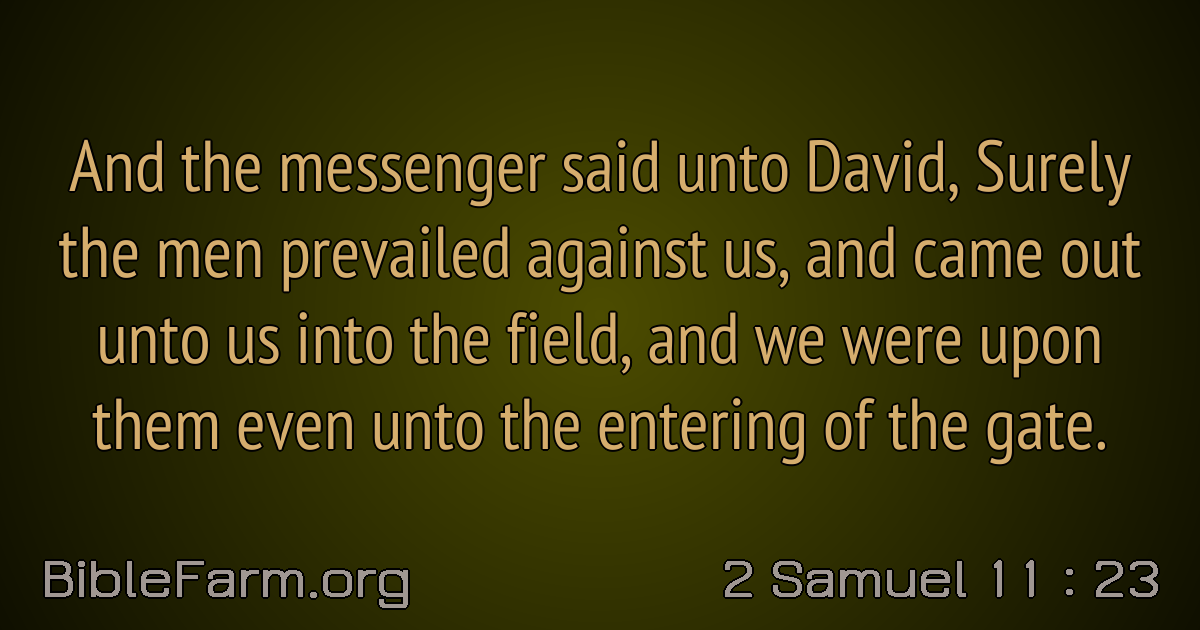 And the messenger said unto David, Surely
the men prevailed against us, and came out
unto us into the field, and we were upon
them even unto the entering of the gate.
BibleFarm.org
2 Samuel 11 : 23